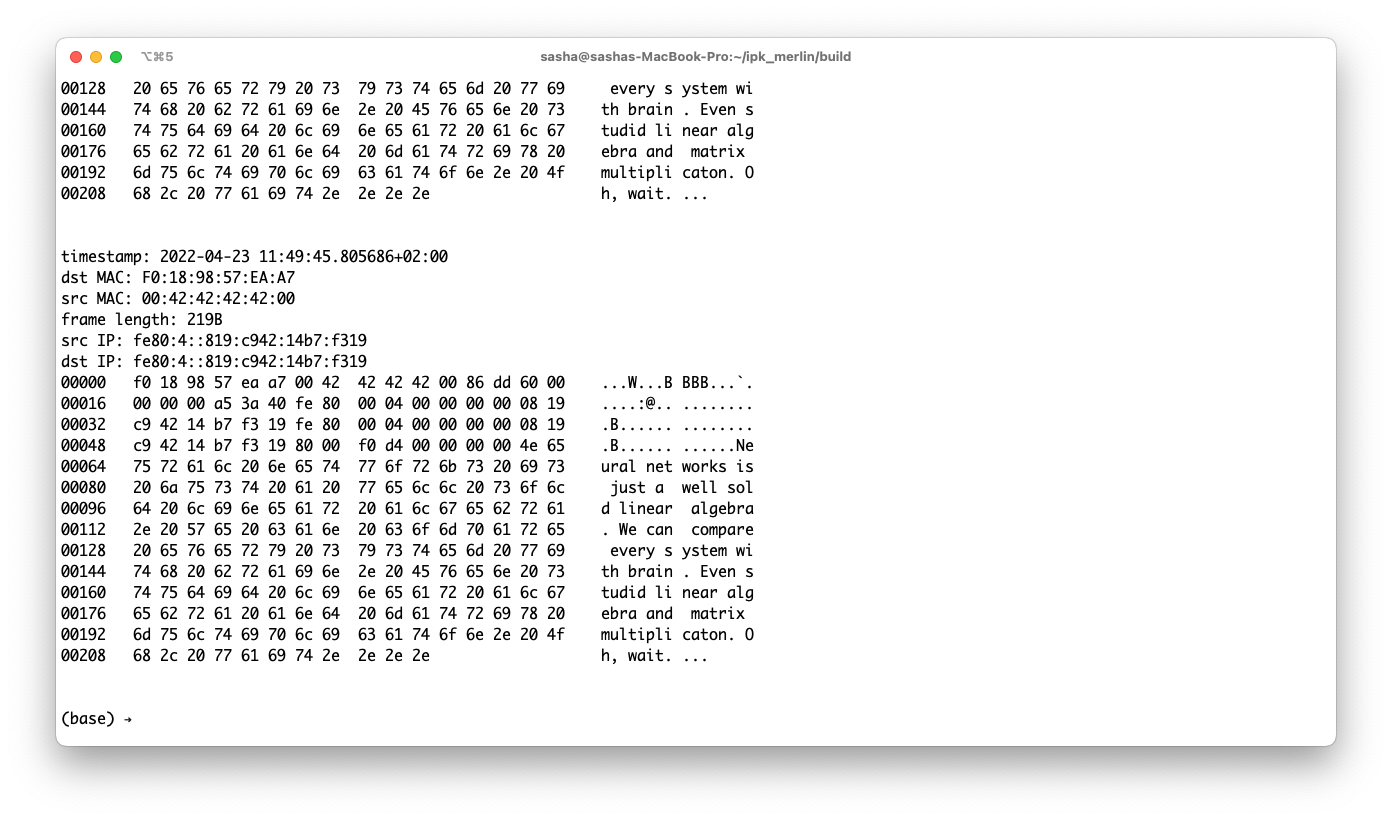 ⌥⌘5 sasha@sashas-MacBook-Pro:~/ipk_merlin/build
00128   20 65 76 65 72 79 20 73  79 73 74 65 6d 20 77 69     every s ystem wi
00144   74 68 20 62 72 61 69 6e  2e 20 45 76 65 6e 20 73    th brain . Even s
00160   74 75 64 69 64 20 6c 69  6e 65 61 72 20 61 6c 67    tudid li near alg
00176   65 62 72 61 20 61 6e 64  20 6d 61 74 72 69 78 20    ebra and  matrix
00192   6d 75 6c 74 69 70 6c 69  63 61 74 6f 6e 2e 20 4f    multipli caton. O
00208   68 2c 20 77 61 69 74 2e  2e 2e 2e                   h, wait. ...
timestamp: 2022-04-23 11:49:45.805686+02:00
dst MAC: F0:18:98:57:EA:A7
src MAC: 00:42:42:42:42:00
frame length: 219B
src IP: fe80:4::819:c942:14b7:f319
dst IP: fe80:4::819:c942:14b7:f319
00000   f0 18 98 57 ea a7 00 42  42 42 42 00 86 dd 60 00    ...W...B BBB...`.
00016   00 00 00 a5 3a 40 fe 80  00 04 00 00 00 00 08 19    ....:@.. ........
00032   c9 42 14 b7 f3 19 fe 80  00 04 00 00 00 00 08 19    .B...... ........
00048   c9 42 14 b7 f3 19 80 00  f0 d4 00 00 00 00 4e 65    .B...... ......Ne
00064   75 72 61 6c 20 6e 65 74  77 6f 72 6b 73 20 69 73    ural net works is
00080   20 6a 75 73 74 20 61 20  77 65 6c 6c 20 73 6f 6c     just a  well sol
00096   64 20 6c 69 6e 65 61 72  20 61 6c 67 65 62 72 61    d linear  algebra
00112   2e 20 57 65 20 63 61 6e  20 63 6f 6d 70 61 72 65    . We can  compare
00128   20 65 76 65 72 79 20 73  79 73 74 65 6d 20 77 69     every s ystem wi
00144   74 68 20 62 72 61 69 6e  2e 20 45 76 65 6e 20 73    th brain . Even s
00160   74 75 64 69 64 20 6c 69  6e 65 61 72 20 61 6c 67    tudid li near alg
00176   65 62 72 61 20 61 6e 64  20 6d 61 74 72 69 78 20    ebra and  matrix
00192   6d 75 6c 74 69 70 6c 69  63 61 74 6f 6e 2e 20 4f    multipli caton. O
00208   68 2c 20 77 61 69 74 2e  2e 2e 2e                   h, wait. ...
(base) →